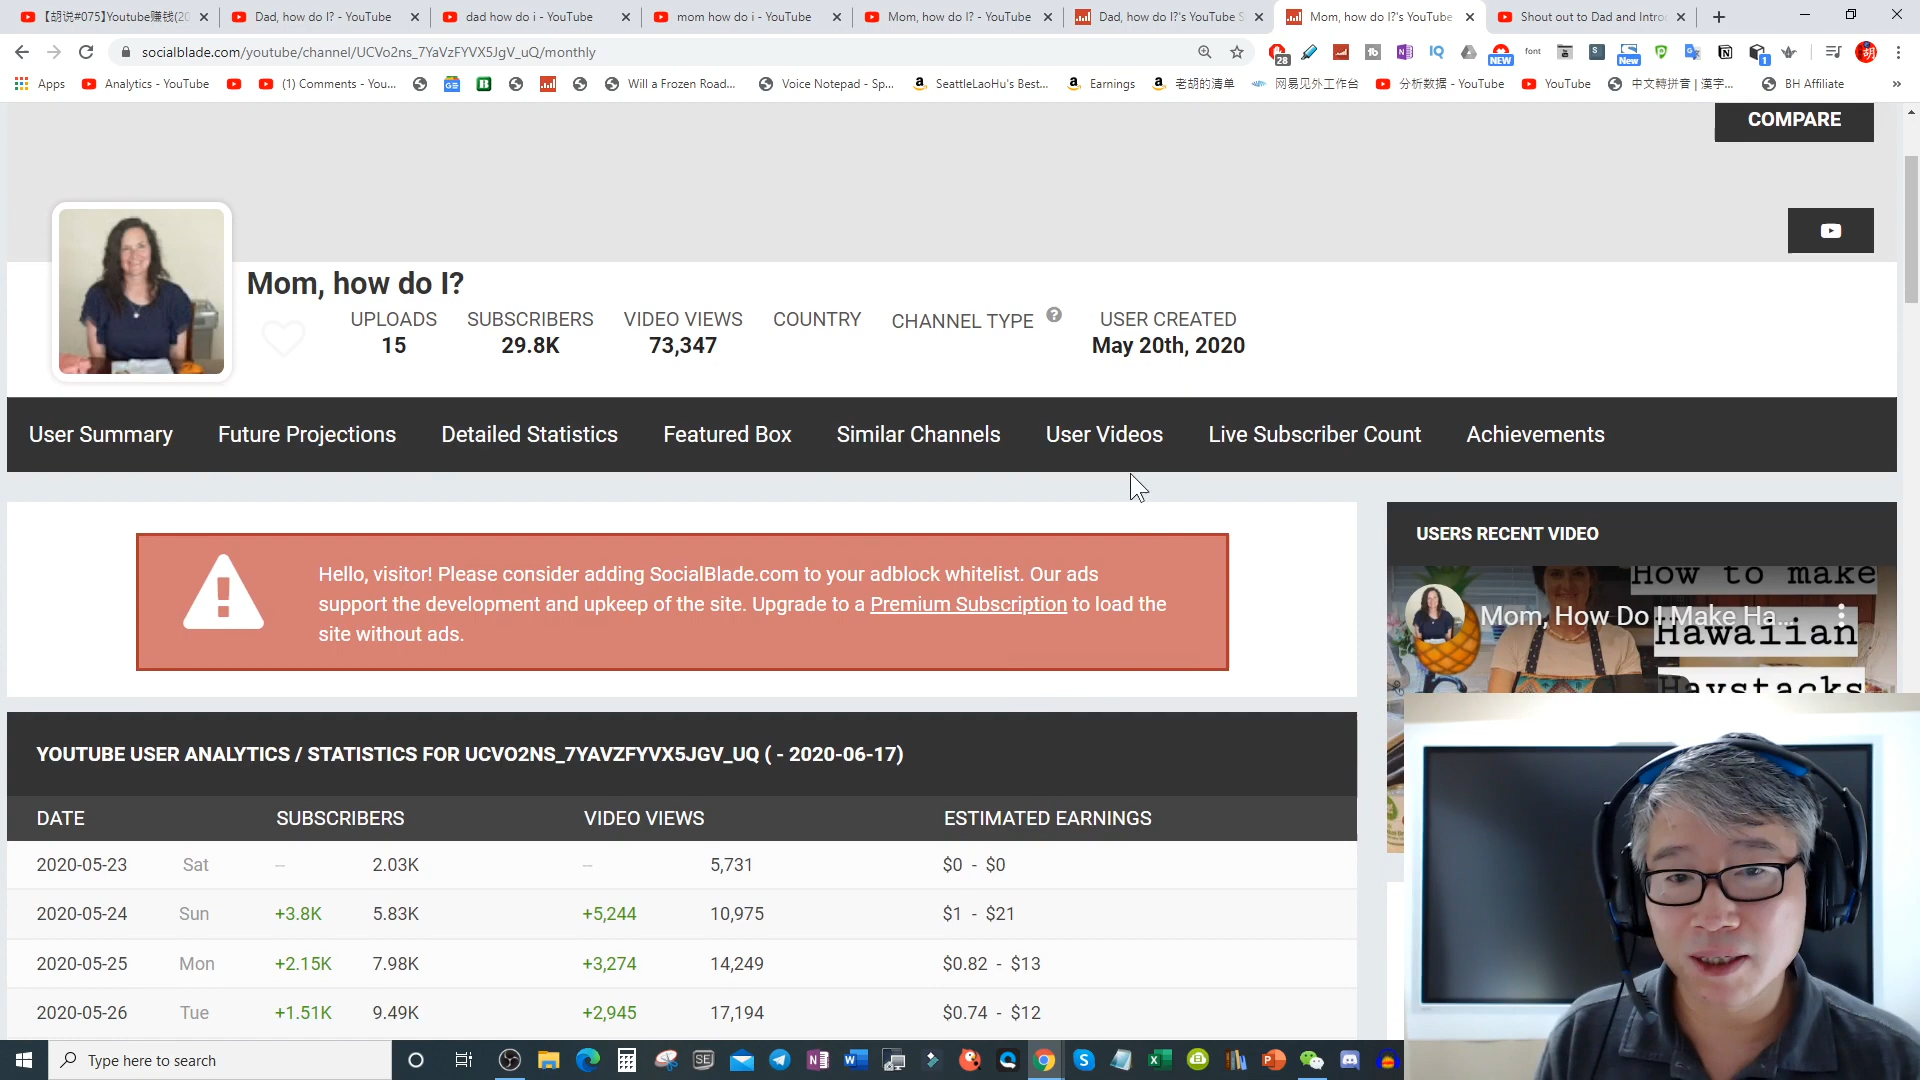 【胡说#075】Youtube赚钱(20
Dad, how do I? - YouTube
dad how do i - YouTube
mom how do i - YouTube
Mom, how do I? - YouTube
Dad, how do I?'s YouTube S
Mom, how do I?'s YouTube
Shout out to Dad and Intro
socialblade.com/youtube/channel/UCVo2ns_7YaVzFYVX5JgV_uQ/monthly
Apps
Analytics - YouTube
(1) Comments - You...
Will a Frozen Road...
Voice Notepad - Sp...
SeattleLaoHu's Best...
Earnings
老胡的清单
网易见外工作台
分析数据 - YouTube
YouTube
中文轉拼音 | 漢字...
BH Affiliate
COMPARE
Mom, how do I?
UPLOADS SUBSCRIBERS VIDEO VIEWS COUNTRY CHANNEL TYPE USER CREATED
15 29.8K 73,347 May 20th, 2020
User Summary Future Projections Detailed Statistics Featured Box Similar Channels User Videos Live Subscriber Count Achievements
Hello, visitor! Please consider adding SocialBlade.com to your adblock whitelist. Our ads
support the development and upkeep of the site. Upgrade to a Premium Subscription to load the
site without ads.
USERS RECENT VIDEO
How to make
Mom, How Do I Make Ha...
Hawaiian
Haystacks
YOUTUBE USER ANALYTICS / STATISTICS FOR UCVO2NS_7YAVZFYVX5JGV_UQ ( - 2020-06-17)
DATE SUBSCRIBERS VIDEO VIEWS ESTIMATED EARNINGS
2020-05-23 Sat -- 2.03K -- 5,731 $0 - $0
2020-05-24 Sun +3.8K 5.83K +5,244 10,975 $1 - $21
2020-05-25 Mon +2.15K 7.98K +3,274 14,249 $0.82 - $13
2020-05-26 Tue +1.51K 9.49K +2,945 17,194 $0.74 - $12
Type here to search